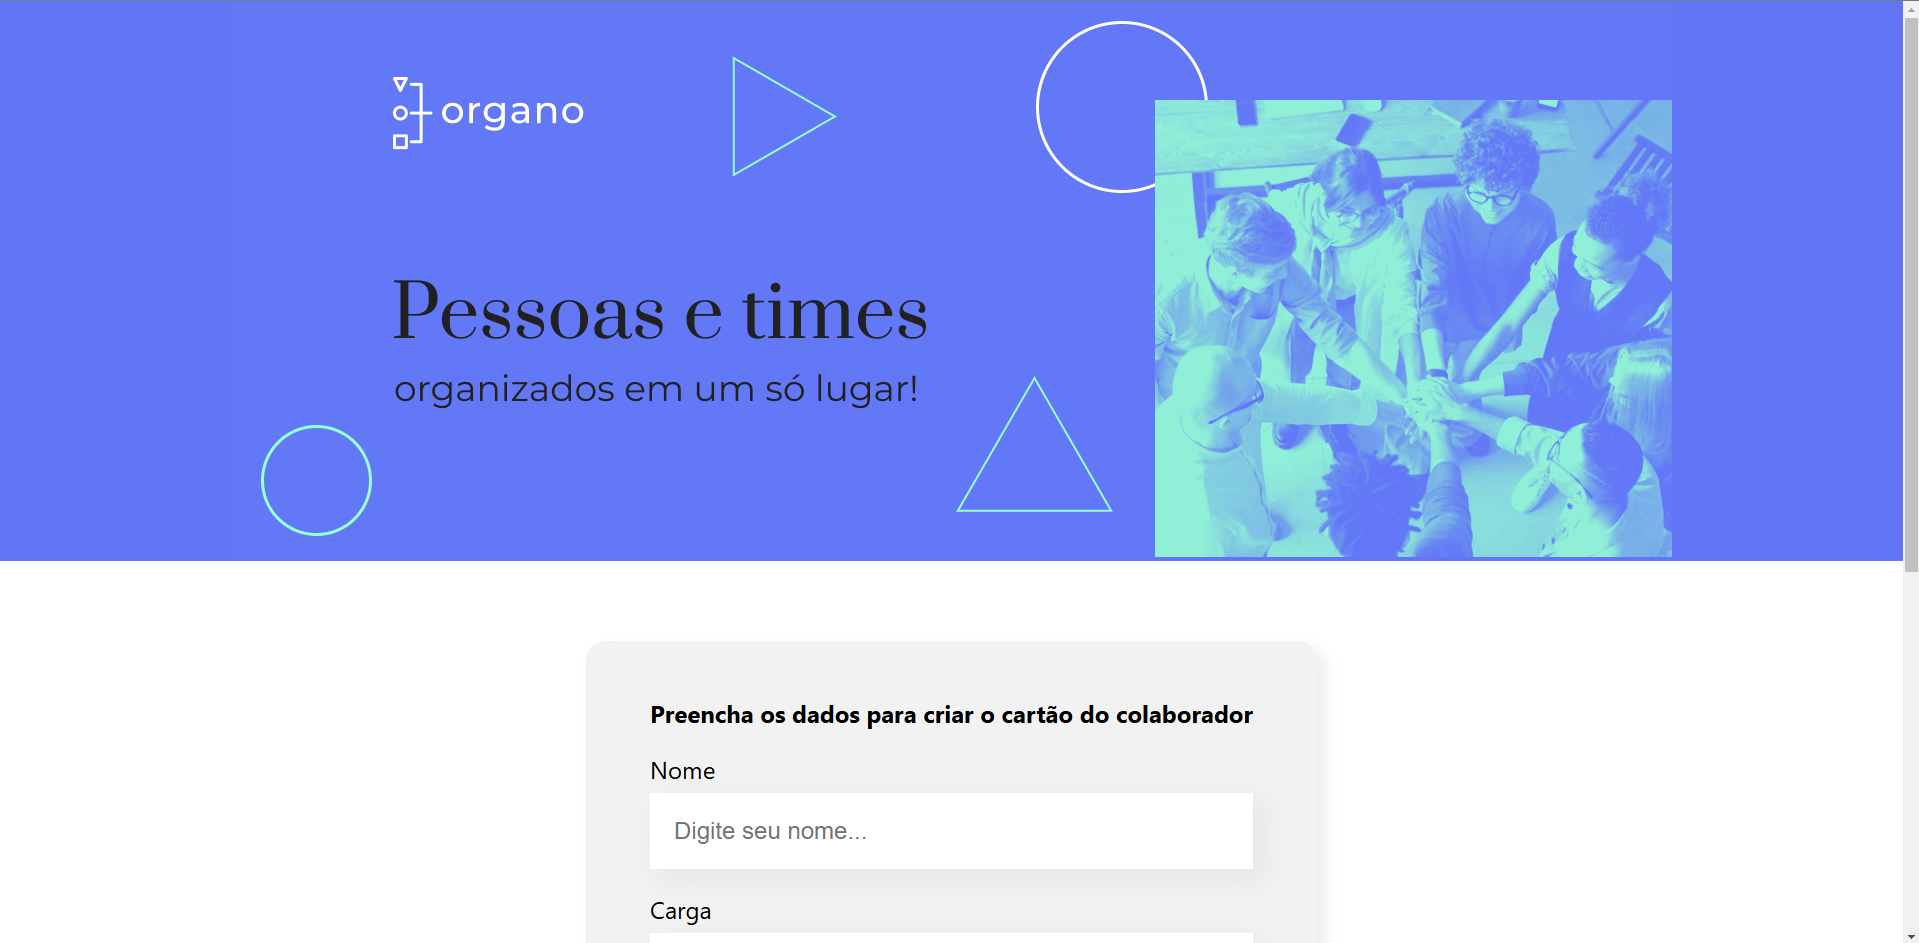 organo
Pessoas e times
organizados em um só lugar!
Preencha os dados para criar o cartão do colaborador
Nome
Digite seu nome...
Carga